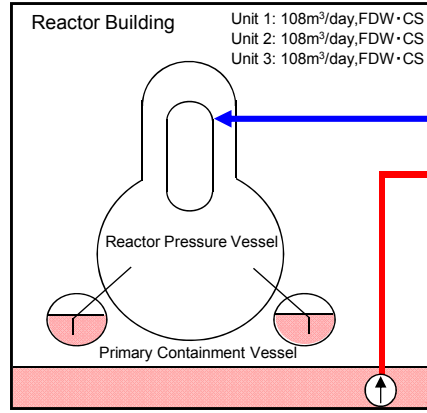 Reactor Building
Unit 1: 108m³/day,FDW・CS
Unit 2: 108m³/day,FDW・CS
Unit 3: 108m³/day,FDW・CS
Reactor Pressure Vessel
Primary Containment Vessel